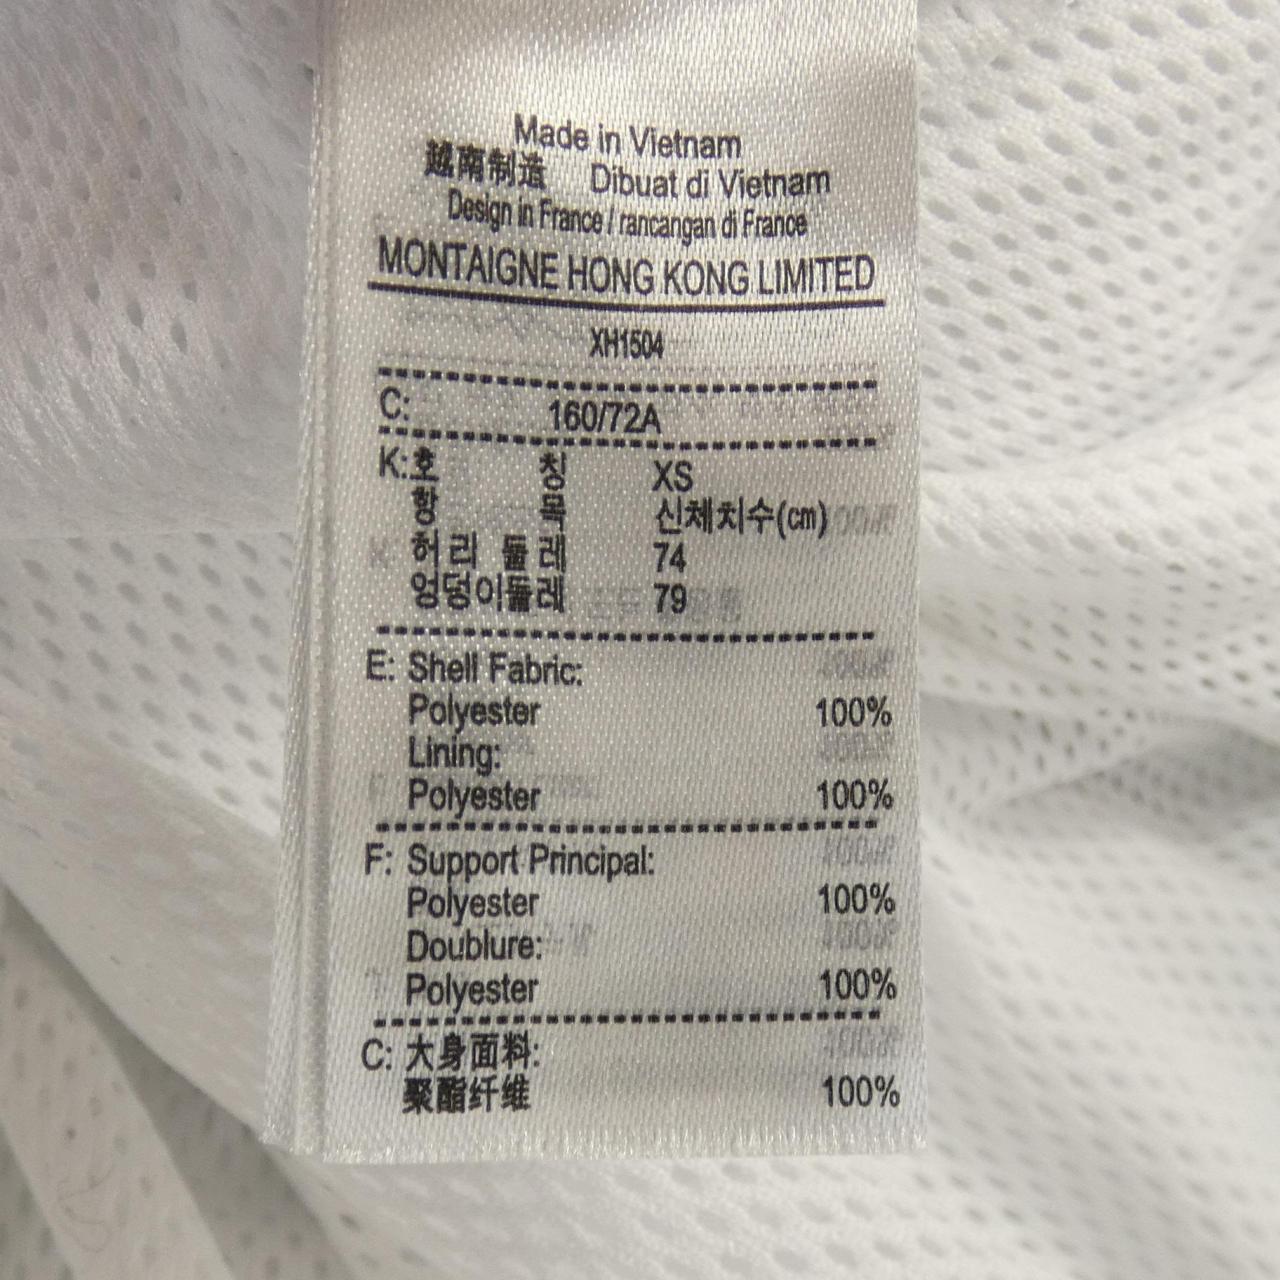 Made in Vietnam
越南制造 Dibuat di Vietnam
Design in France / rancangan di France
MONTAIGNE HONG KONG LIMITED
XH1504
C: 160/72A
K:호 칭 XS
항 목 신체치수(cm)
허리 둘레 74
엉덩이둘레 79
E: Shell Fabric:
Polyester 100%
Lining:
Polyester 100%
F: Support Principal:
Polyester 100%
Doublure:
Polyester 100%
C: 大身面料:
聚酯纤维 100%